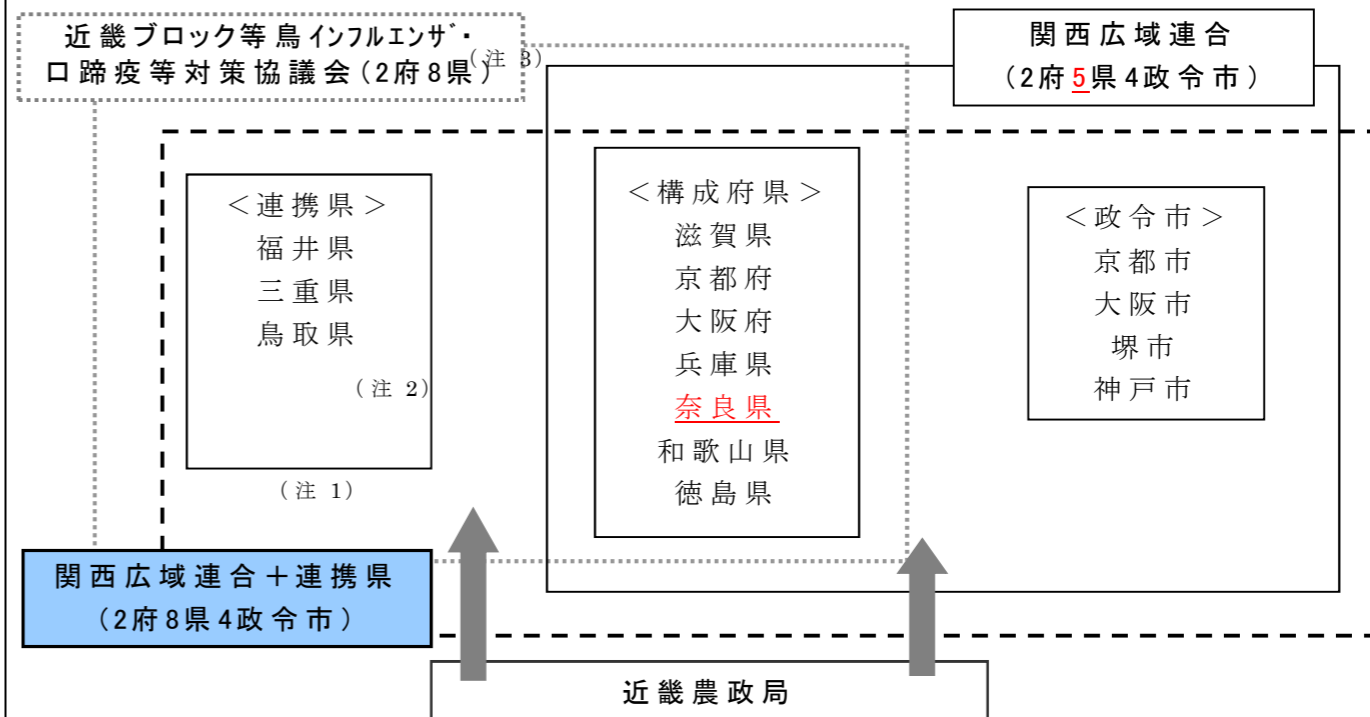 近畿ブロック等鳥インフルエンザ・
口蹄疫等対策協議会(2府8県)
(注 3)
関西広域連合
(2府5県4政令市)
<連携県>
福井県
三重県
鳥取県
(注 2)
(注 1)
<構成府県>
滋賀県
京都府
大阪府
兵庫県
奈良県
和歌山県
徳島県
<政令市>
京都市
大阪市
堺市
神戸市
関西広域連合+連携県
(2府8県4政令市)
近畿農政局